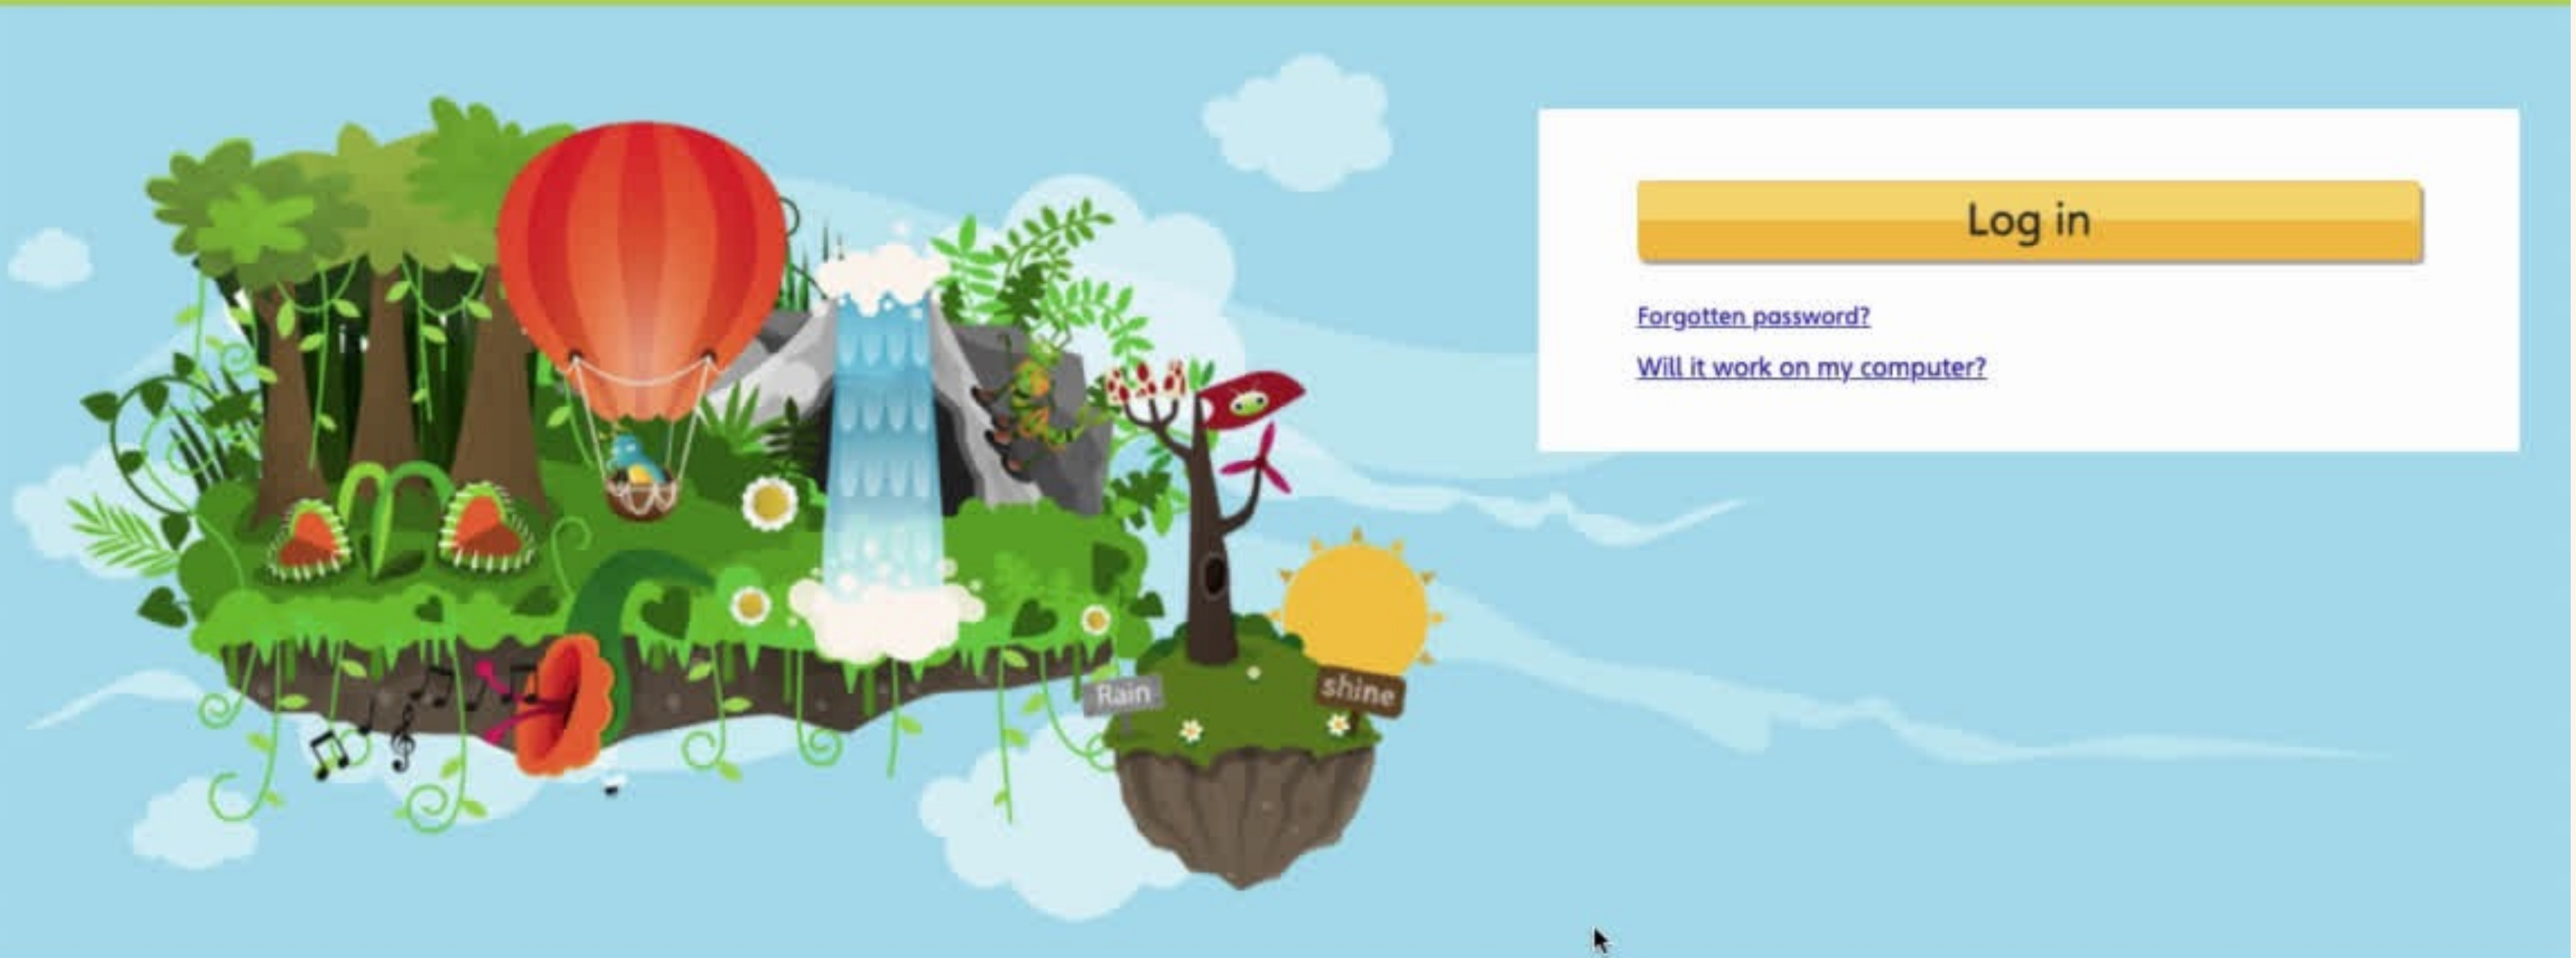 Log in
Forgotten password?
Will it work on my computer?
Rain
shine